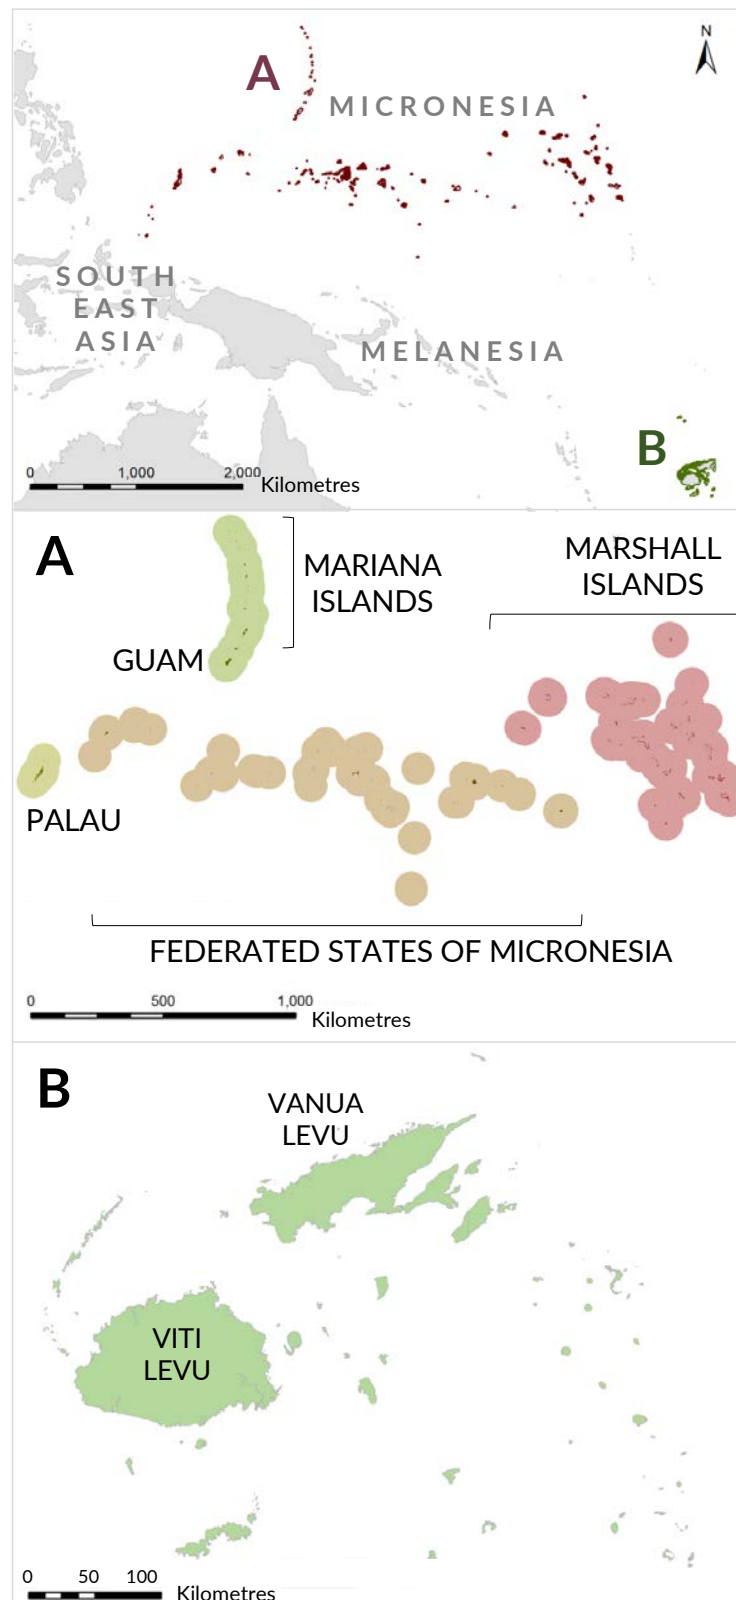 N
A
MICRONESIA
SOUTH
EAST
ASIA
MELANESIA
B
0 1,000 2,000
Kilometres
A
MARIANA
ISLANDS
MARSHALL
ISLANDS
GUAM
PALAU
FEDERATED STATES OF MICRONESIA
0 500 1,000
Kilometres
B
VANUA
LEVU
VITI
LEVU
0 50 100
Kilometres